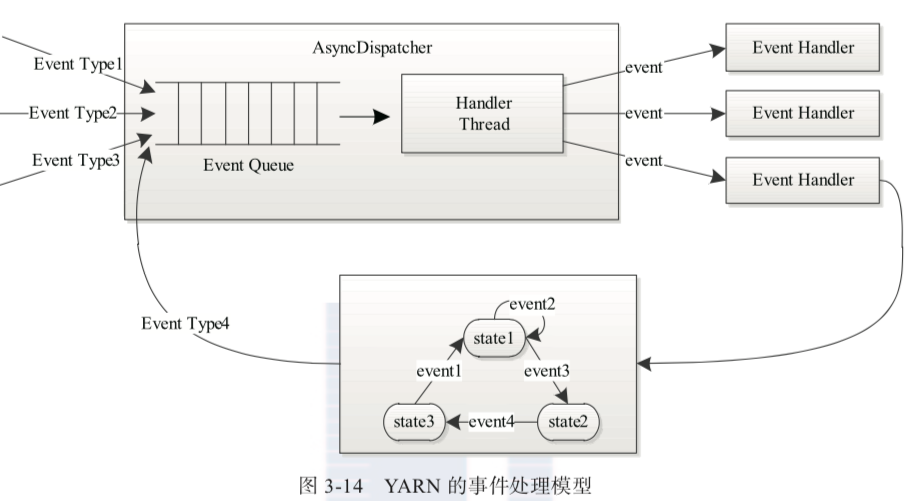 AsyncDispatcher
Event Type1
Event Type2
Event Type3
Event Queue
Handler
Thread
event
event
event
Event Handler
Event Handler
Event Handler
Event Type4
event2
state1
event1
event3
state3
event4
state2
图 3-14 YARN 的事件处理模型